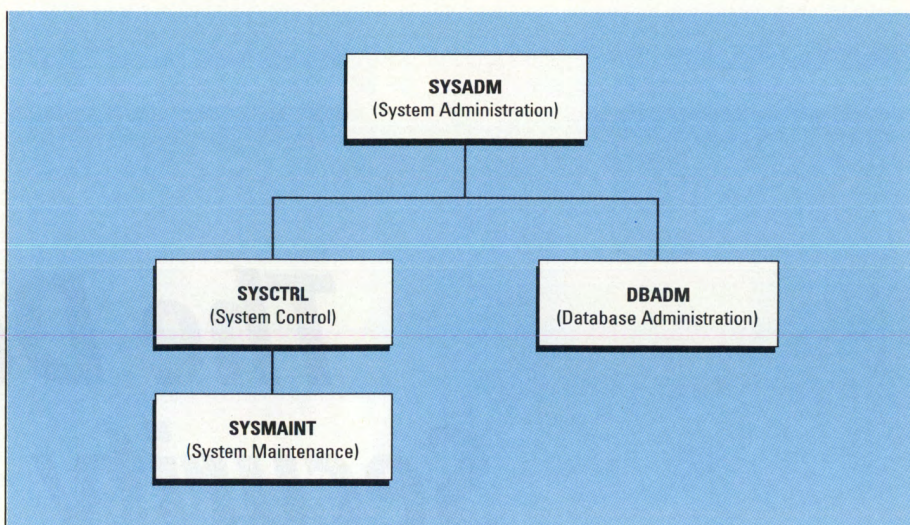 SYSADM
(System Administration)
SYSCTRL
(System Control)
DBADM
(Database Administration)
SYSMAINT
(System Maintenance)